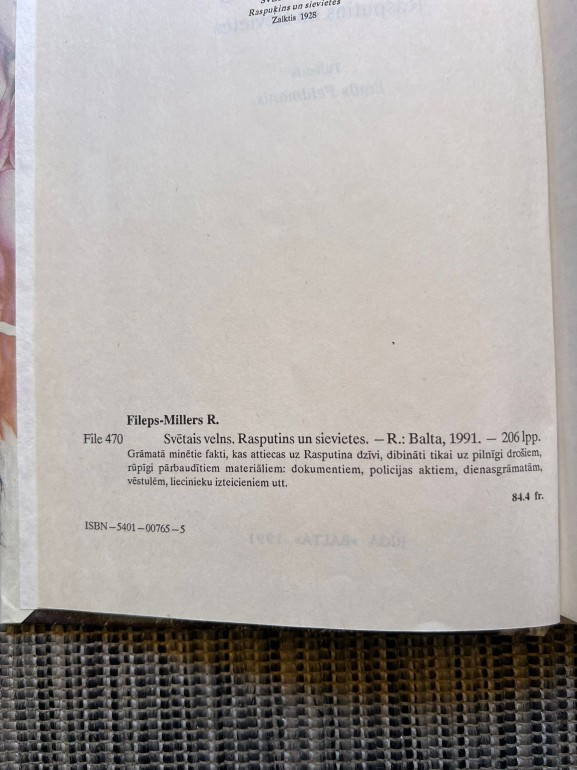 Raspuķins un sievietes
Zalktis 1928
Fīleps-Millers R.
File 470 Svētais velns. Rasputins un sievietes. — R.: Balta, 1991. — 206 lpp.
Grāmatā minētie fakti, kas attiecas uz Rasputina dzīvi, dibināti tikai uz pilnīgi drošiem,
rūpīgi pārbaudītiem materiāliem: dokumentiem, policijas aktiem, dienasgrāmatām,
vēstulēm, liecinieku izteicieniem utt.
84.4 fr.
ISBN—5401—00765—5